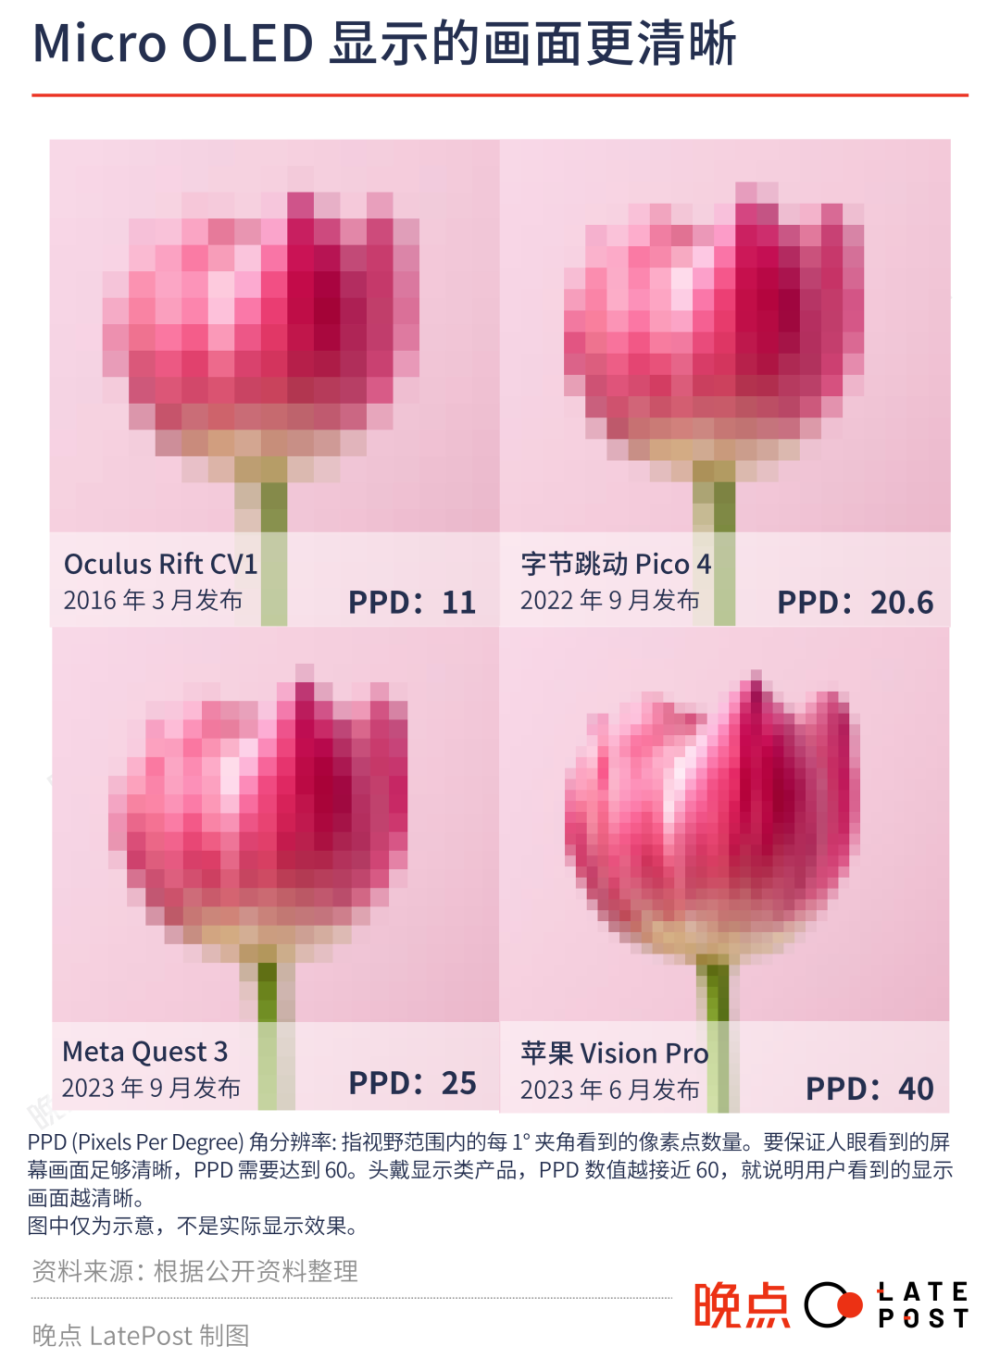 Micro OLED 显示的画面更清晰
Oculus Rift CV1
2016 年 3 月发布
PPD：11
字节跳动 Pico 4
2022 年 9 月发布
PPD：20.6
Meta Quest 3
2023 年 9 月发布
PPD：25
苹果 Vision Pro
2023 年 6 月发布
PPD：40
PPD (Pixels Per Degree) 角分辨率: 指视野范围内的每 1° 夹角看到的像素点数量。要保证人眼看到的屏
幕画面足够清晰，PPD 需要达到 60。头戴显示类产品，PPD 数值越接近 60，就说明用户看到的显示
画面越清晰。
图中仅为示意，不是实际显示效果。
资料来源：根据公开资料整理
晚点 LatePost 制图
晚点
LATE
POST